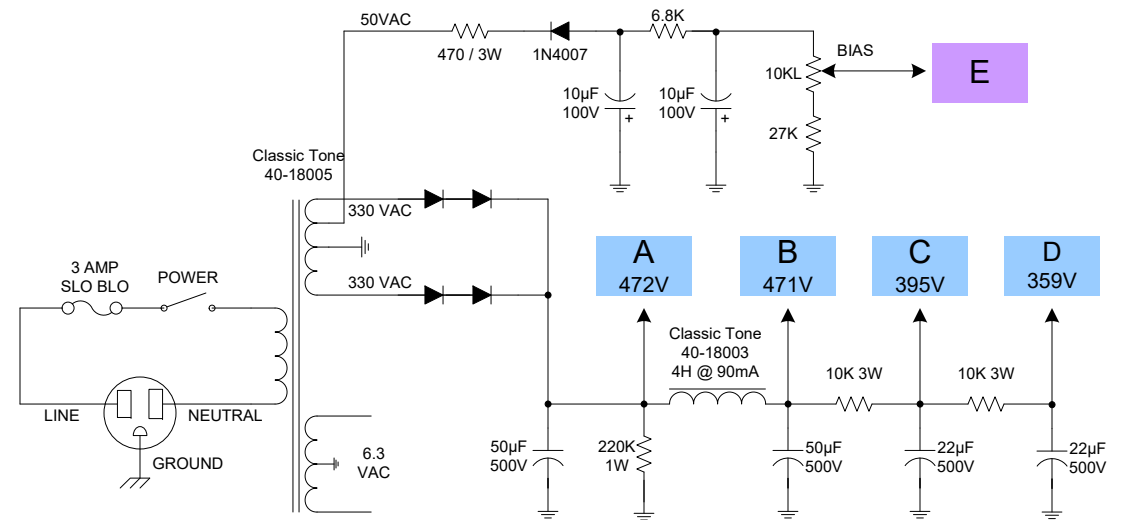 50VAC
470 / 3W
1N4007
6.8K
10µF
100V
+
10µF
100V
+
10KL
27K
BIAS
E
Classic Tone
40-18005
330 VAC
330 VAC
3 AMP
SLO BLO
POWER
LINE
NEUTRAL
GROUND
6.3
VAC
A
472V
B
471V
C
395V
D
359V
Classic Tone
40-18003
4H @ 90mA
10K 3W
10K 3W
50µF
500V
220K
1W
50µF
500V
22µF
500V
22µF
500V